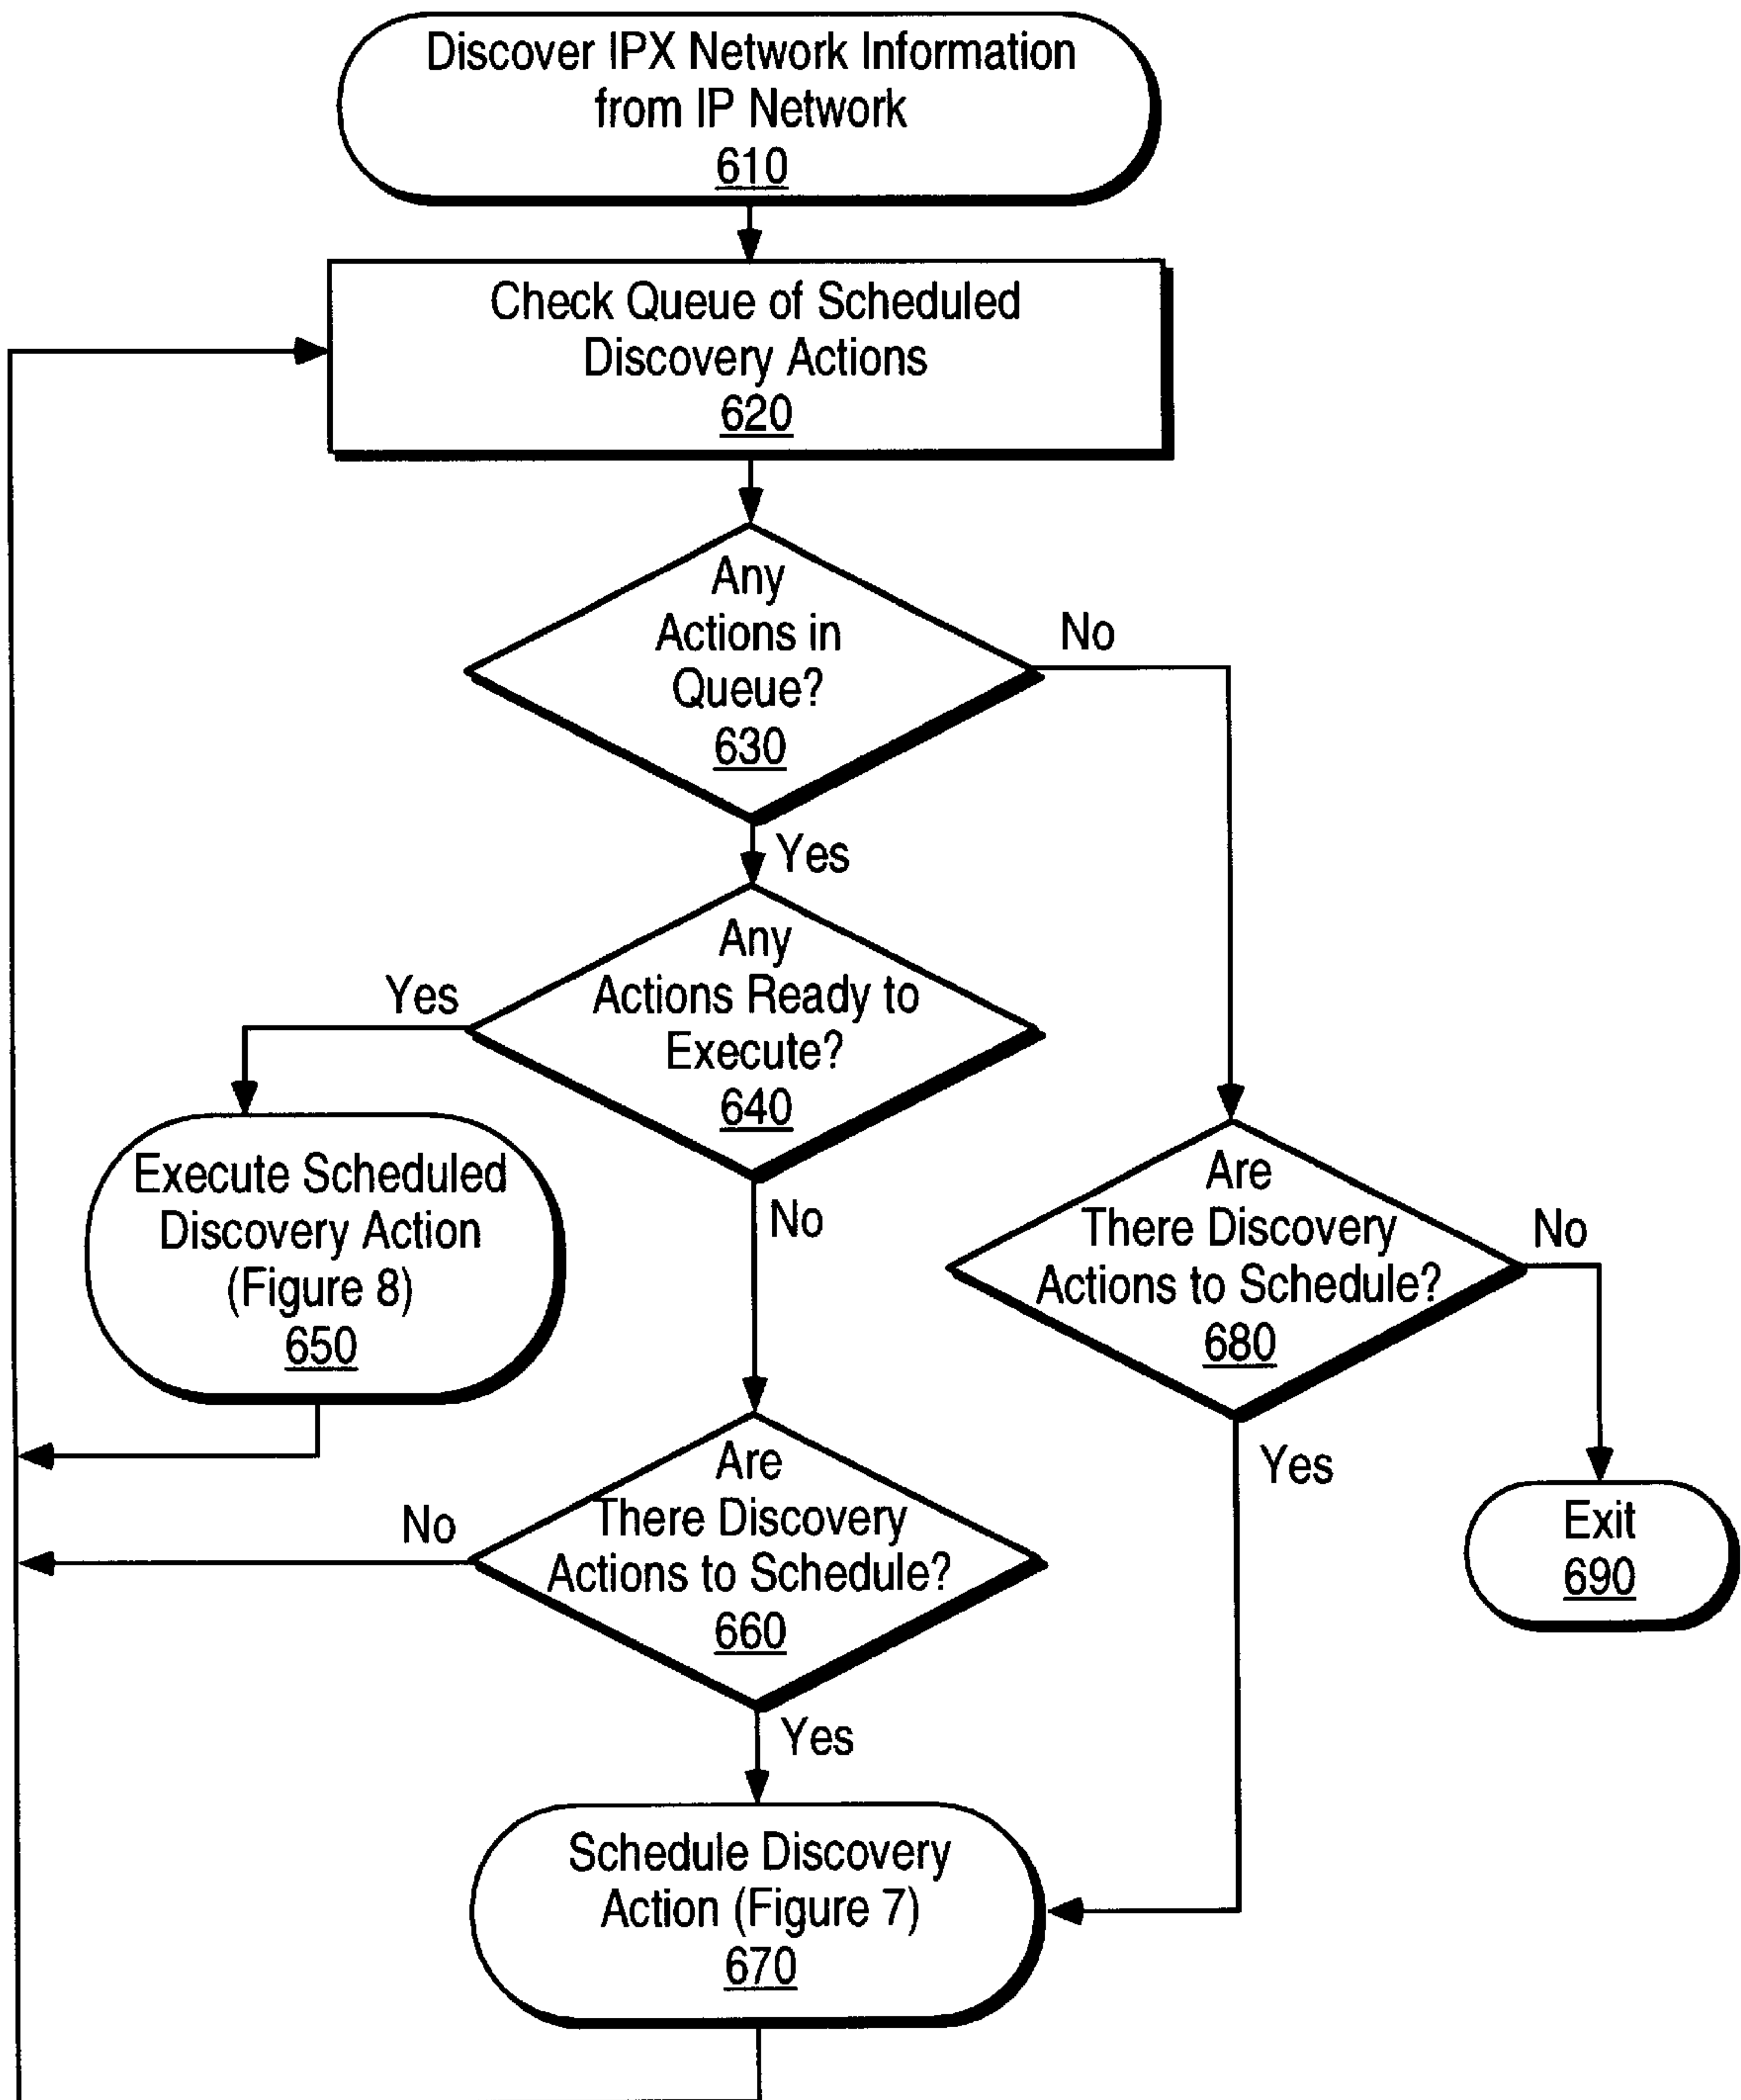 Discover IPX Network Information
from IP Network
610
Check Queue of Scheduled
Discovery Actions
620
Any
Actions in
Queue?
630
No
Yes
Any
Actions Ready to
Execute?
640
Yes
No
Execute Scheduled
Discovery Action
(Figure 8)
650
Are
There Discovery
Actions to Schedule?
680
No
Yes
Exit
690
Are
There Discovery
Actions to Schedule?
660
No
Yes
Schedule Discovery
Action (Figure 7)
670